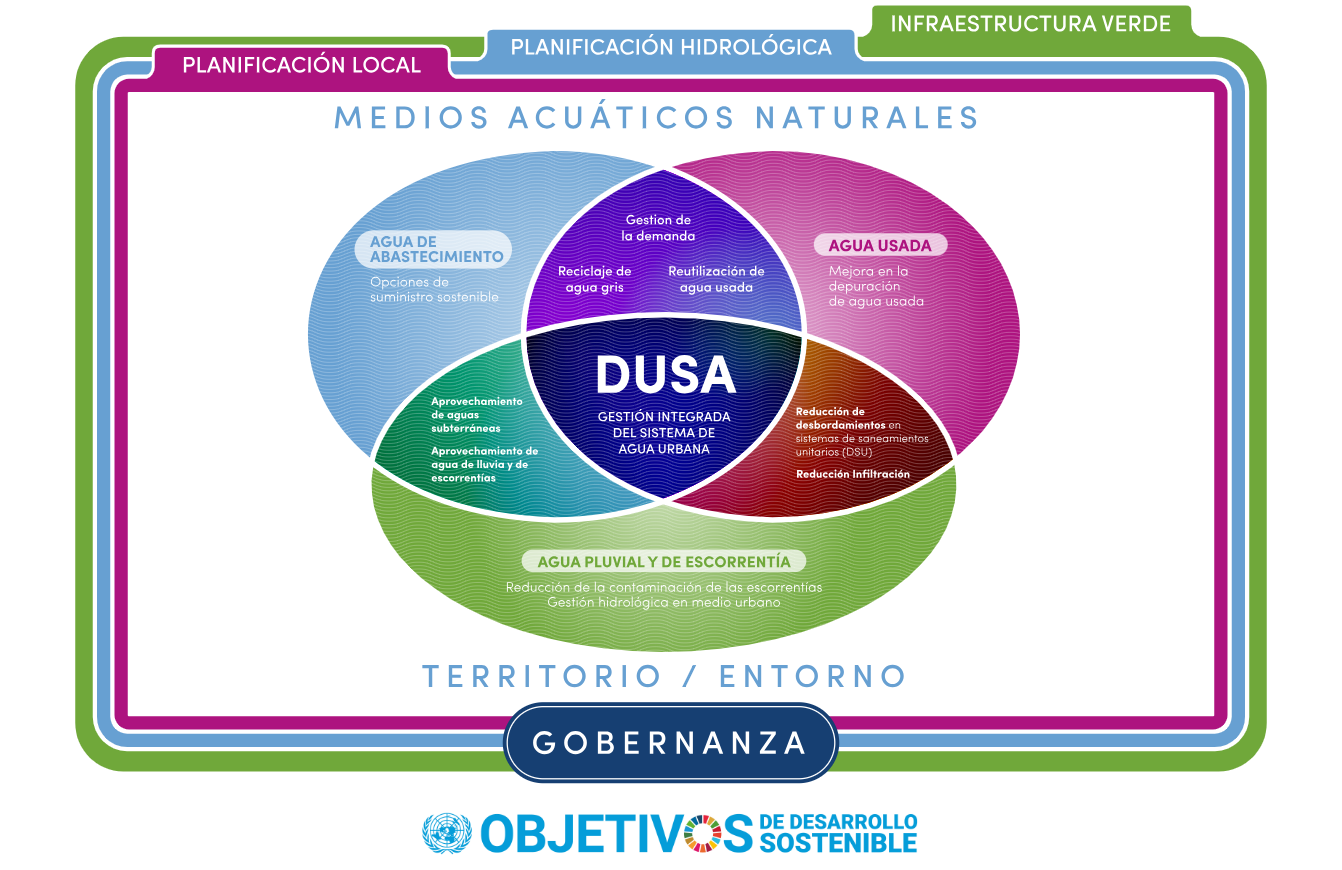 INFRAESTRUCTURA VERDE
PLANIFICACIÓN HIDROLÓGICA
PLANIFICACIÓN LOCAL
MEDIOS ACUÁTICOS NATURALES
AGUA DE
ABASTECIMIENTO
Opciones de
suminístro sostenible
Gestion de
la demanda
Reciclaje de
agua gris
Reutilización de
agua usada
AGUA USADA
Mejora en la
depuración
de agua usada
DUSA
GESTIÓN INTEGRADA
DEL SISTEMA DE
AGUA URBANA
Aprovechamiento
de aguas
subterráneas
Aprovechamiento de
agua de lluvia y de
escorrentías
Reducción de
desbordamientos en
sistemas de saneamientos
unitarios (DSU)
Reducción Infiltración
AGUA PLUVIAL Y DE ESCORRENTÍA
Reducción de la contaminación de las escorrentías
Gestión hidrológica en medio urbano
TERRITORIO / ENTORNO
GOBERNANZA
OBJETIVOS
DE DESARROLLO
SOSTENIBLE